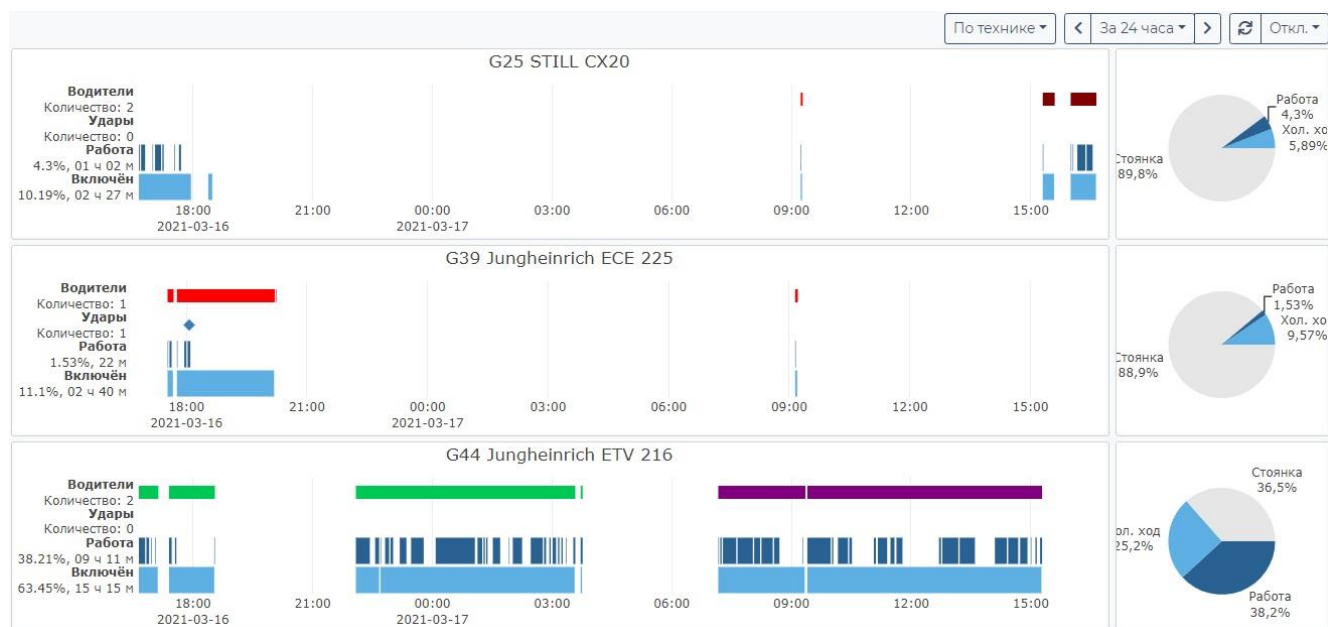 По технике
За 24 часа
Откл.
G25 STILL CX20
Водители
Количество: 2
Удары
Количество: 0
Работа
4.3%, 01 ч 02 м
Включён
10.19%, 02 ч 27 м
18:00 21:00 00:00 03:00 06:00 09:00 12:00 15:00
2021-03-16 2021-03-17
Работа
4,3%
Хол. хо
5,89%
Стоянка
89,8%
G39 Jungheinrich ECE 225
Водители
Количество: 1
Удары
Количество: 1
Работа
1.53%, 22 м
Включён
11.1%, 02 ч 40 м
18:00 21:00 00:00 03:00 06:00 09:00 12:00 15:00
2021-03-16 2021-03-17
Работа
1,53%
Хол. хо
9,57%
Стоянка
88,9%
G44 Jungheinrich ETV 216
Водители
Количество: 2
Удары
Количество: 0
Работа
38.21%, 09 ч 11 м
Включён
63.45%, 15 ч 15 м
18:00 21:00 00:00 03:00 06:00 09:00 12:00 15:00
2021-03-16 2021-03-17
Стоянка
36,5%
ол. ход
25,2%
Работа
38,2%